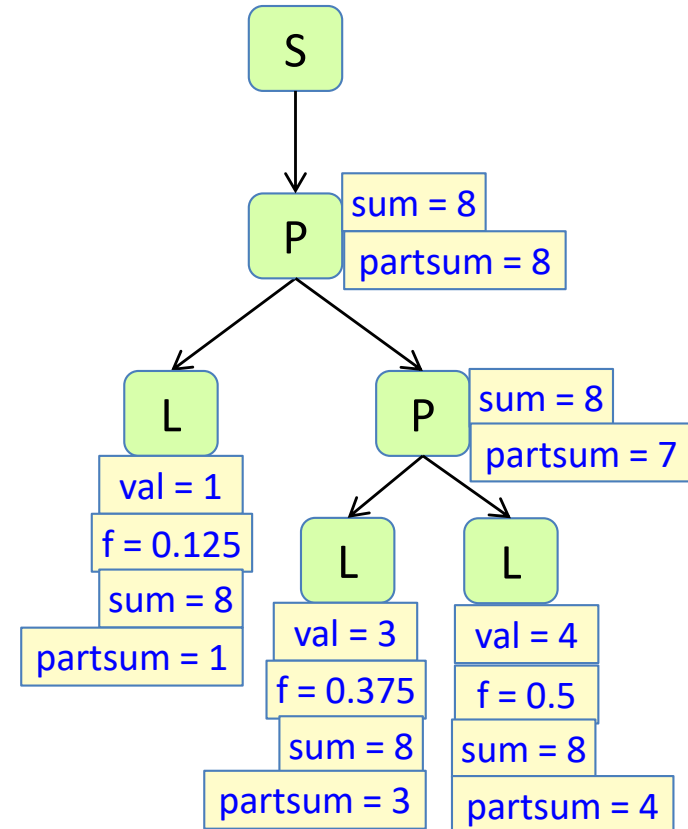 S
P
sum = 8
partsum = 8
L
val = 1
f = 0.125
sum = 8
partsum = 1
P
sum = 8
partsum = 7
L
val = 3
f = 0.375
sum = 8
partsum = 3
L
val = 4
f = 0.5
sum = 8
partsum = 4